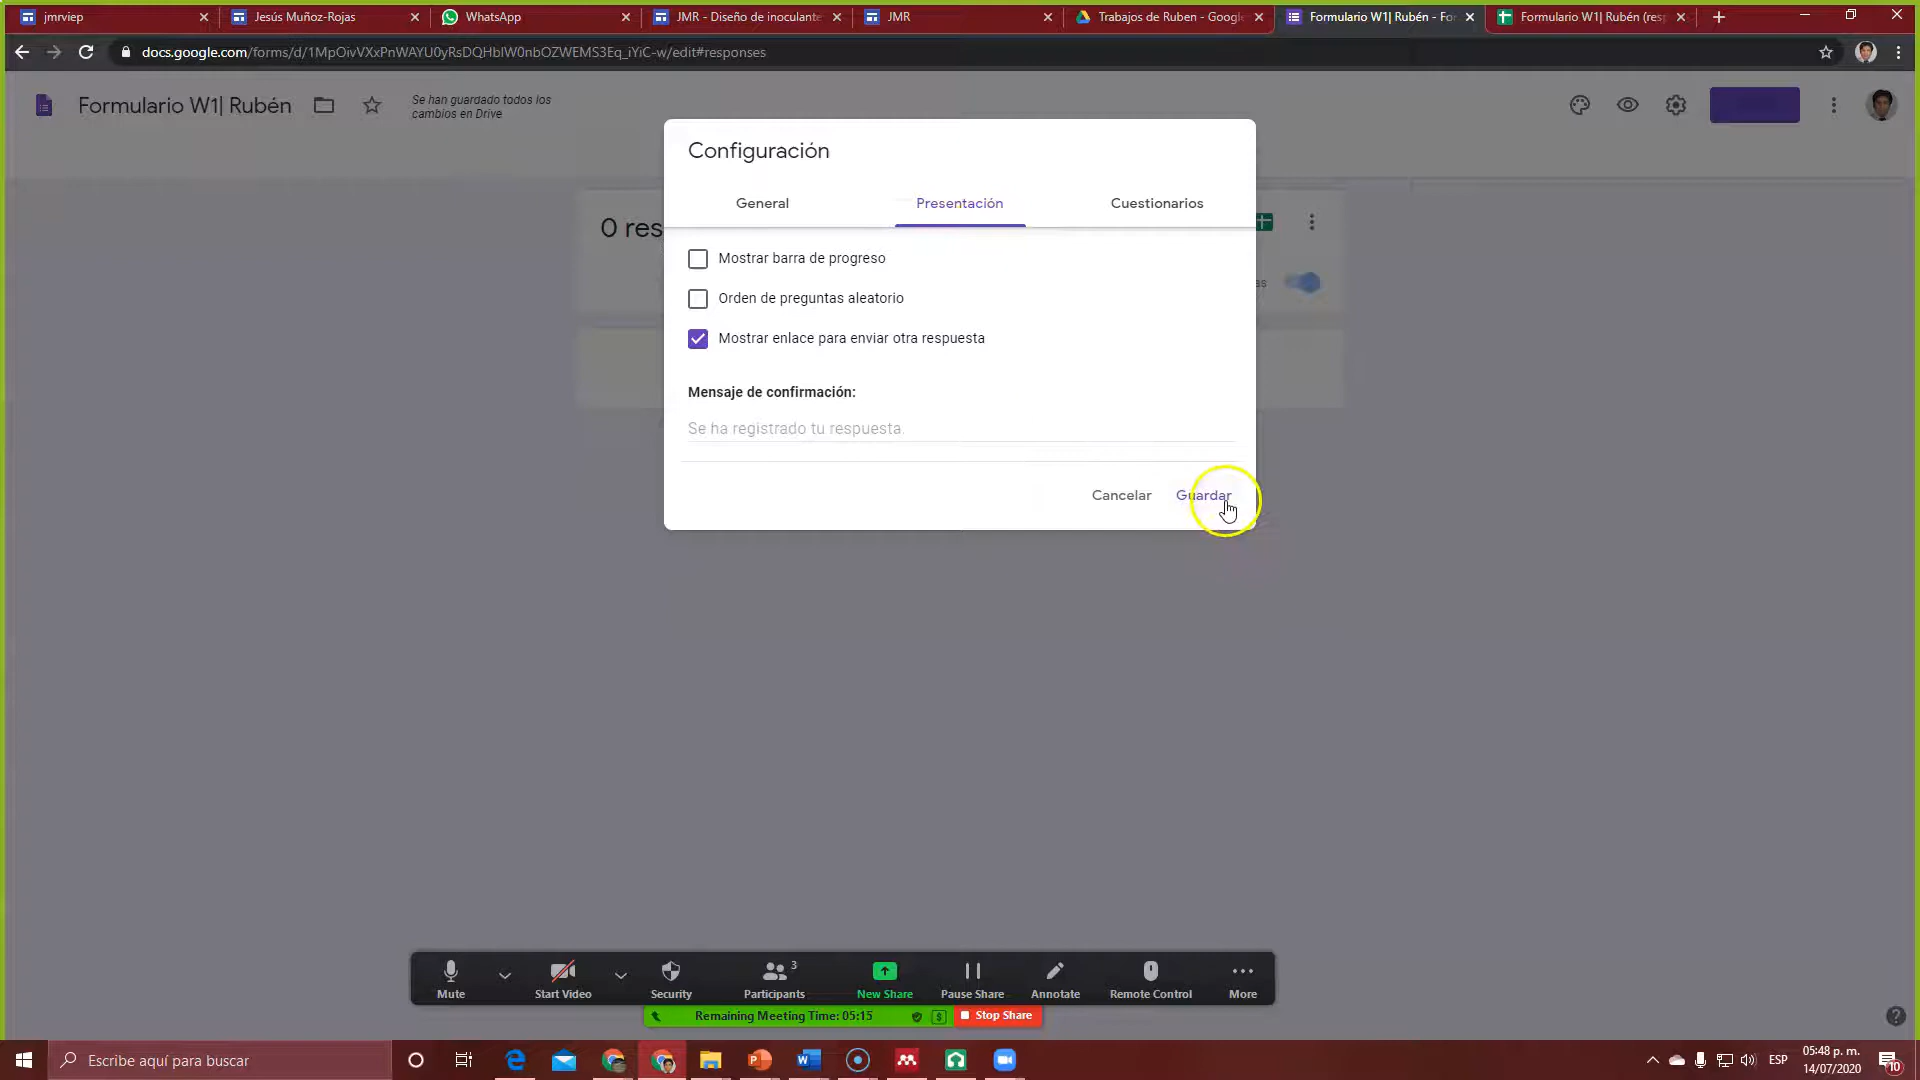 jmrviep
Jesús Muñoz-Rojas
WhatsApp
JMR - Diseño de inoculante
JMR
Trabajos de Ruben - Google
Formulario W1| Rubén - For
Formulario W1| Rubén (resp
docs.google.com/forms/d/1MpOivVXxPnWAYU0yRsDQHbIW0nbOZWEMS3Eq_iYiC-w/edit#responses
Formulario W1| Rubén
Se han guardado todos los
cambios en Drive
Configuración
General
Presentación
Cuestionarios
0 res
as
Mostrar barra de progreso
Orden de preguntas aleatorio
Mostrar enlace para enviar otra respuesta
Mensaje de confirmación:
Se ha registrado tu respuesta.
Cancelar
Guardar
Mute
Start Video
Security
3
Participants
New Share
Pause Share
Annotate
Remote Control
More
Remaining Meeting Time: 05:15
Stop Share
Escribe aquí para buscar
ESP
05:48 p. m.
14/07/2020
10